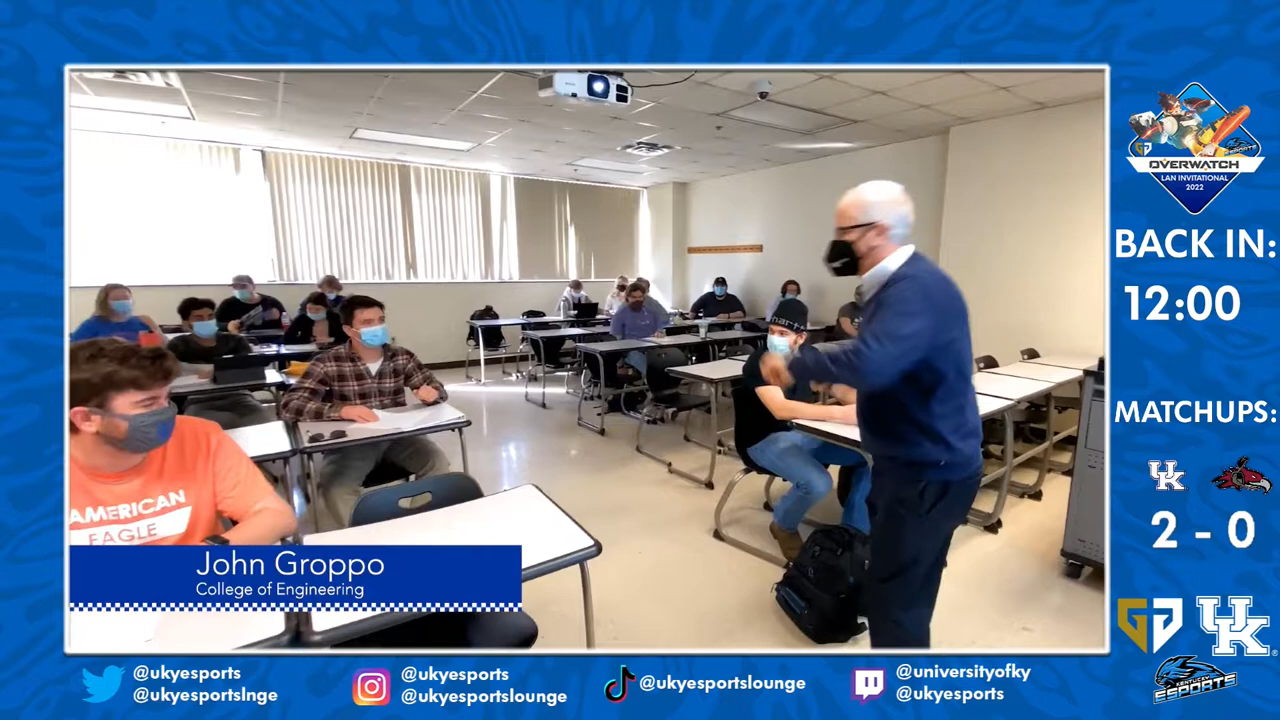 OVERWATCH
LAN INVITATIONAL
2022
BACK IN:
12:00
MATCHUPS:
UK
2 - 0
AMERICAN
EAGLE
John Groppo
College of Engineering
UK
KENTUCKY
ESPORTS
@ukyesports
@ukyesportslnge
@ukyesports
@ukyesportslounge
@ukyesportslounge
@universityofky
@ukyesports